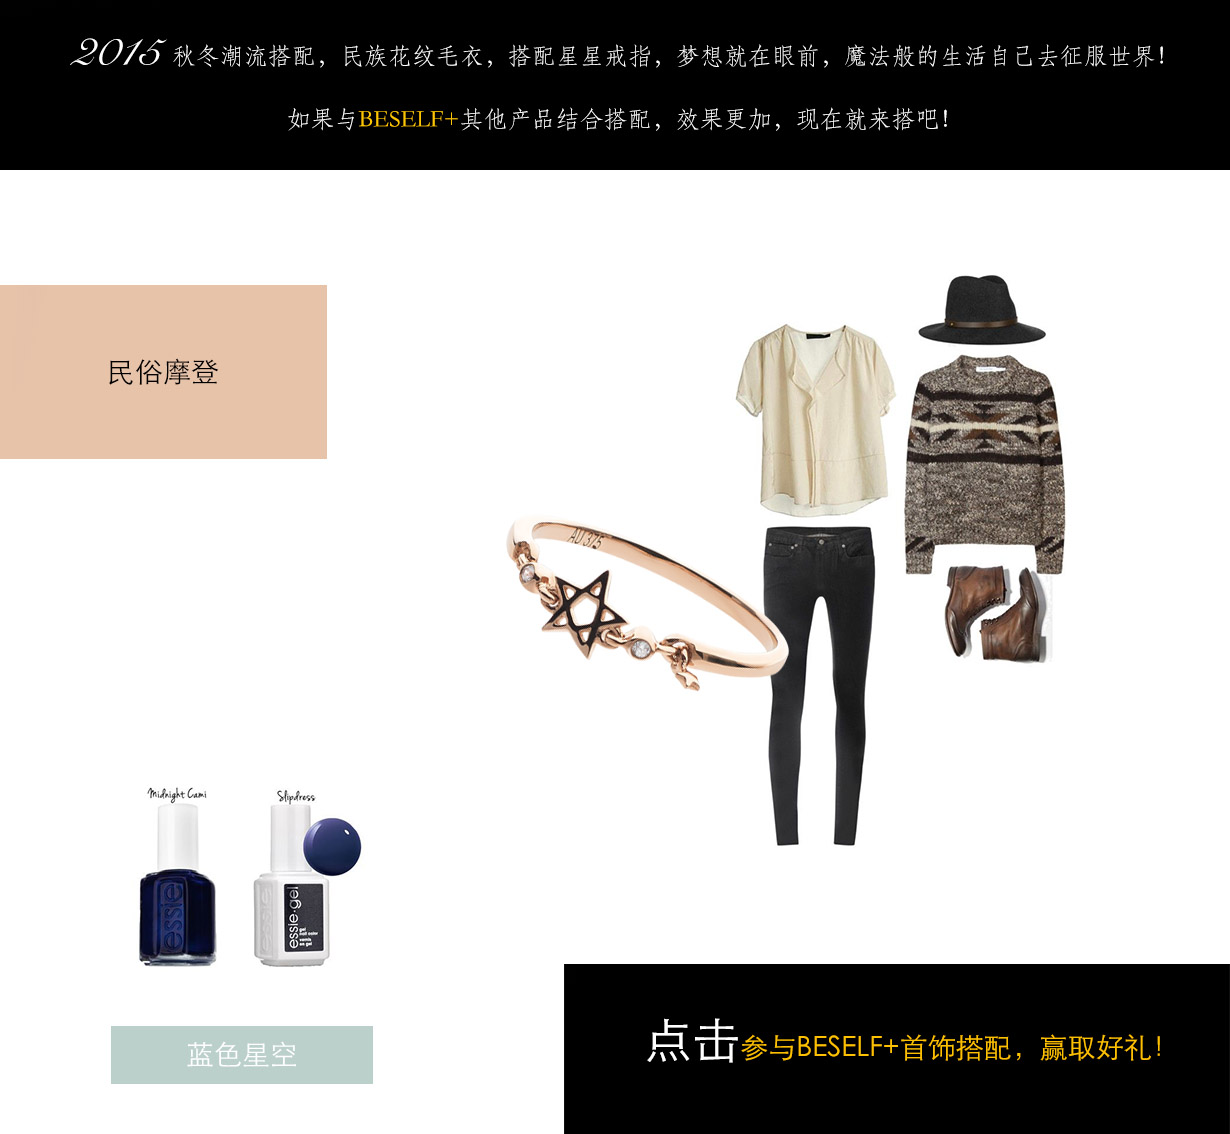 2015 秋冬潮流搭配，民族花纹毛衣，搭配星星戒指，梦想就在眼前，魔法般的生活自己去征服世界！
如果与BESELF+其他产品结合搭配，效果更加，现在就来搭吧！
民俗摩登
AU 375
Midnight Cami
Slipdress
essie
essie
essie·gel
gel
nail color
vernis
en gel
蓝色星空
点击参与BESELF+首饰搭配，赢取好礼！